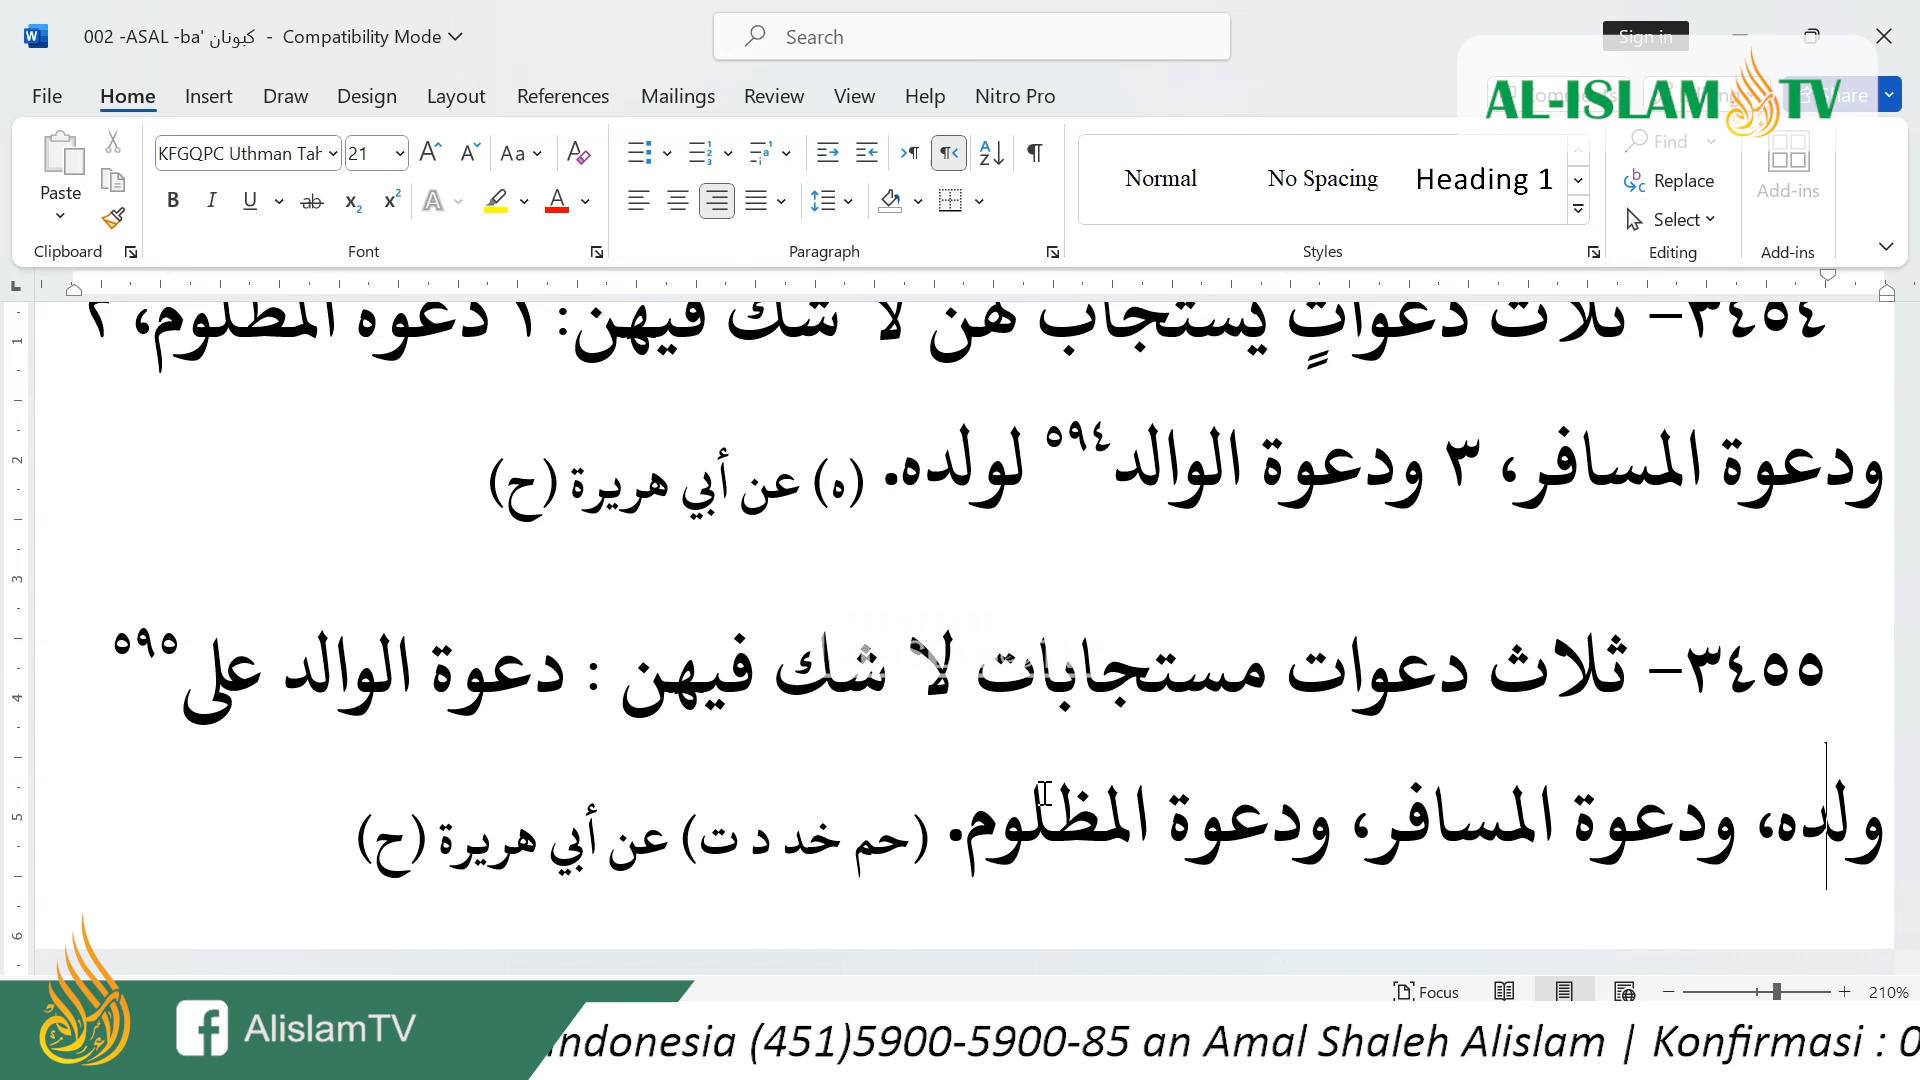 002 -ASAL -ba' كبونان - Compatibility Mode
Search
Sign in
File Home Insert Draw Design Layout References Mailings Review View Help Nitro Pro
AL-ISLAM TV
Paste
KFGQPC Uthman Tah 21
Normal No Spacing Heading 1
Find
Replace
Select
Add-ins
Clipboard Font Paragraph Styles Editing Add-ins
٣٤٥٤– ثلاث دعواتٍ يستجاب هن لا شك فيهن: ١ دعوة المظلوم، ٢
ودعوة المسافر، ٣ ودعوة الوالد٥٩٤ لولده. (ه) عن أبي هريرة (ح)
٣٤٥٥– ثلاث دعوات مستجابات لا شك فيهن : دعوة الوالد على ٥٩٥
ولده، ودعوة المسافر، ودعوة المظلوم. (حم خد د ت) عن أبي هريرة (ح)
Focus 210%
AlislamTV
ndonesia (451)5900-5900-85 an Amal Shaleh Alislam | Konfirmasi : 0